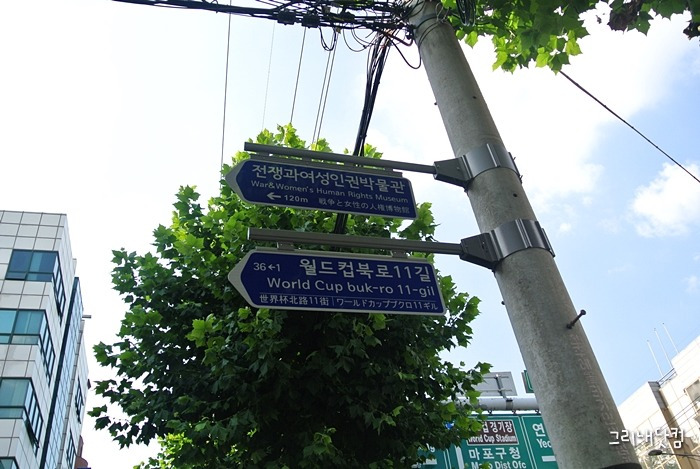 전쟁과여성인권박물관
War&Women's Human Rights Museum
←120m 戦争と女性の人権博物館
36←1 월드컵북로11길
World Cup buk-ro 11-gil
世界杯北路11街 | ワールドカップブクロ11ギル
경기장
World Cup Stadium
마포구청
Mapo Dist Ofc
연
Yeo
그리내닷컴